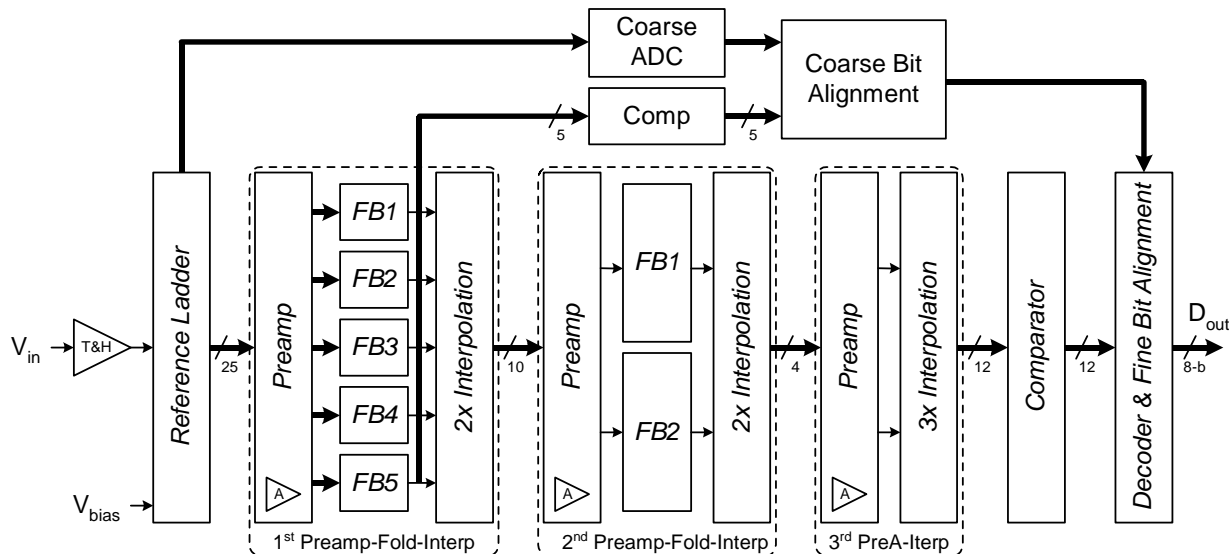 Coarse
ADC
Coarse Bit
Alignment
Comp
5
5
V_in
T&H
V_bias
Reference Ladder
25
Preamp
A
FB1
FB2
FB3
FB4
FB5
2x Interpolation
1st Preamp-Fold-Interp
10
Preamp
A
FB1
FB2
2x Interpolation
2nd Preamp-Fold-Interp
4
Preamp
A
3x Interpolation
3rd PreA-Iterp
12
Comparator
12
Decoder & Fine Bit Alignment
D_out
8-b